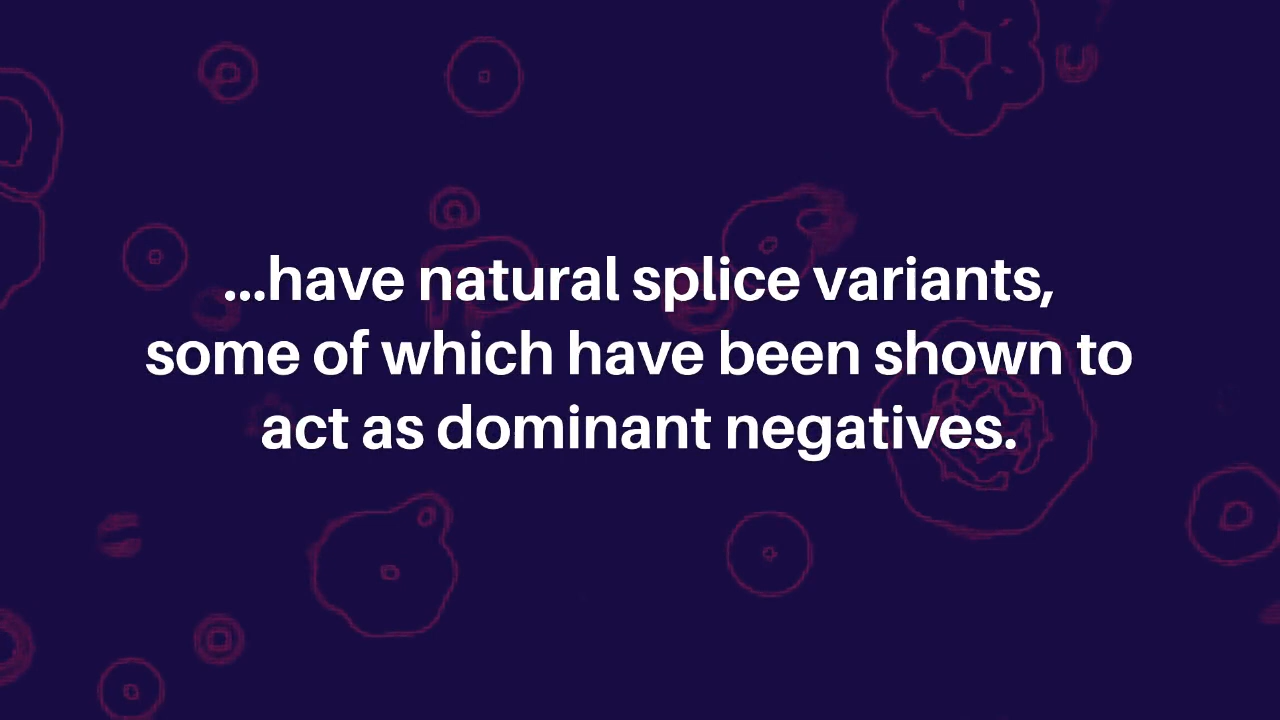 ...have natural splice variants,
some of which have been shown to
act as dominant negatives.